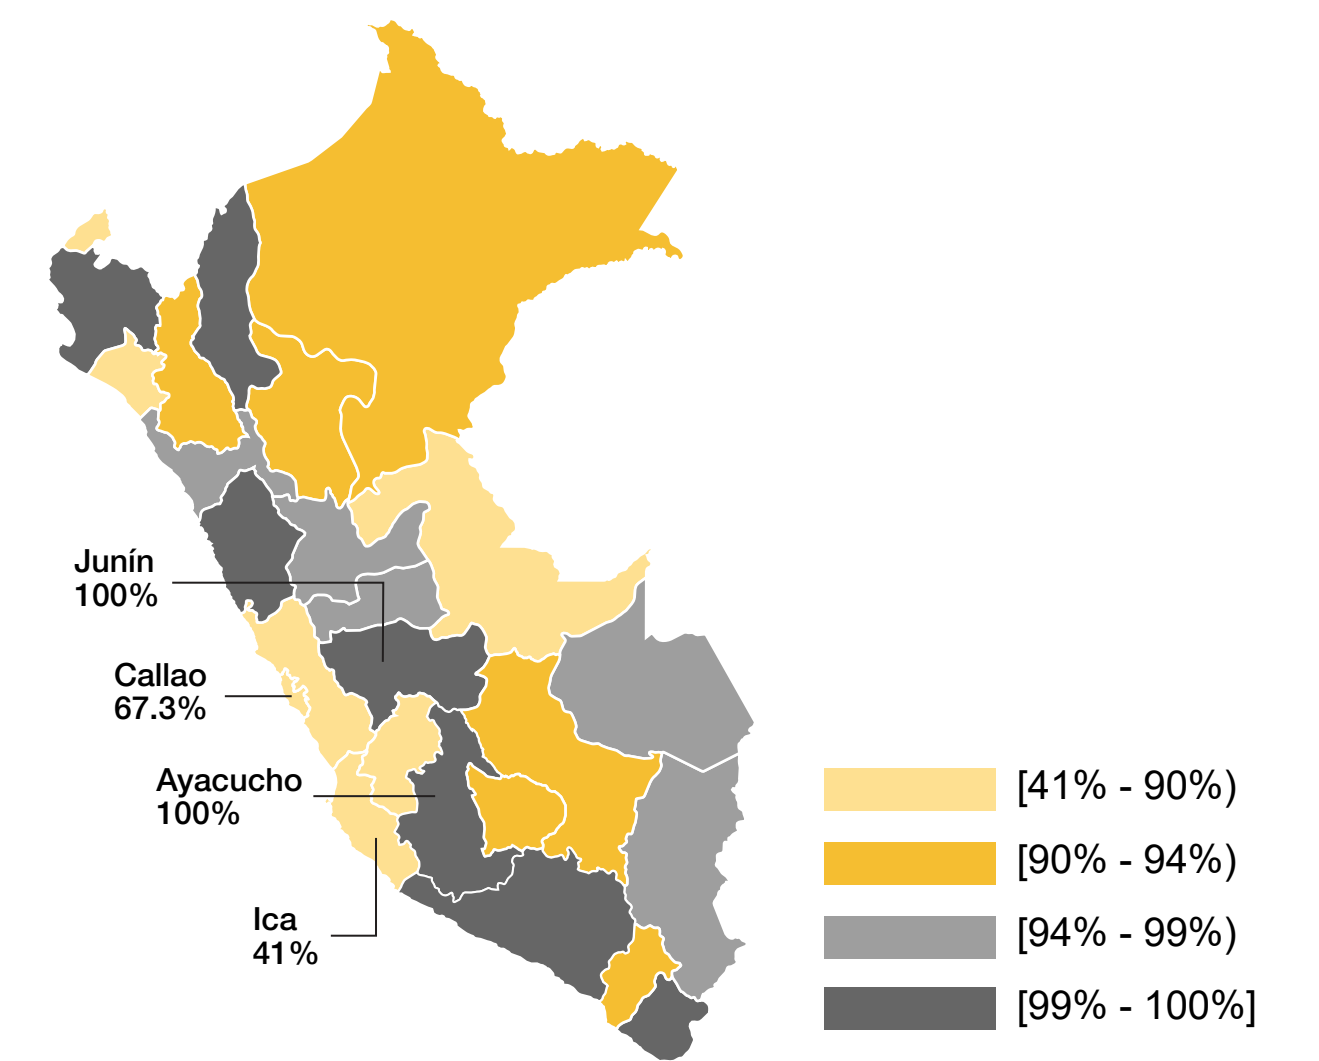 Junín
100%
Callao
67.3%
Ayacucho
100%
Ica
41%
[41% - 90%)
[90% - 94%)
[94% - 99%)
[99% - 100%]